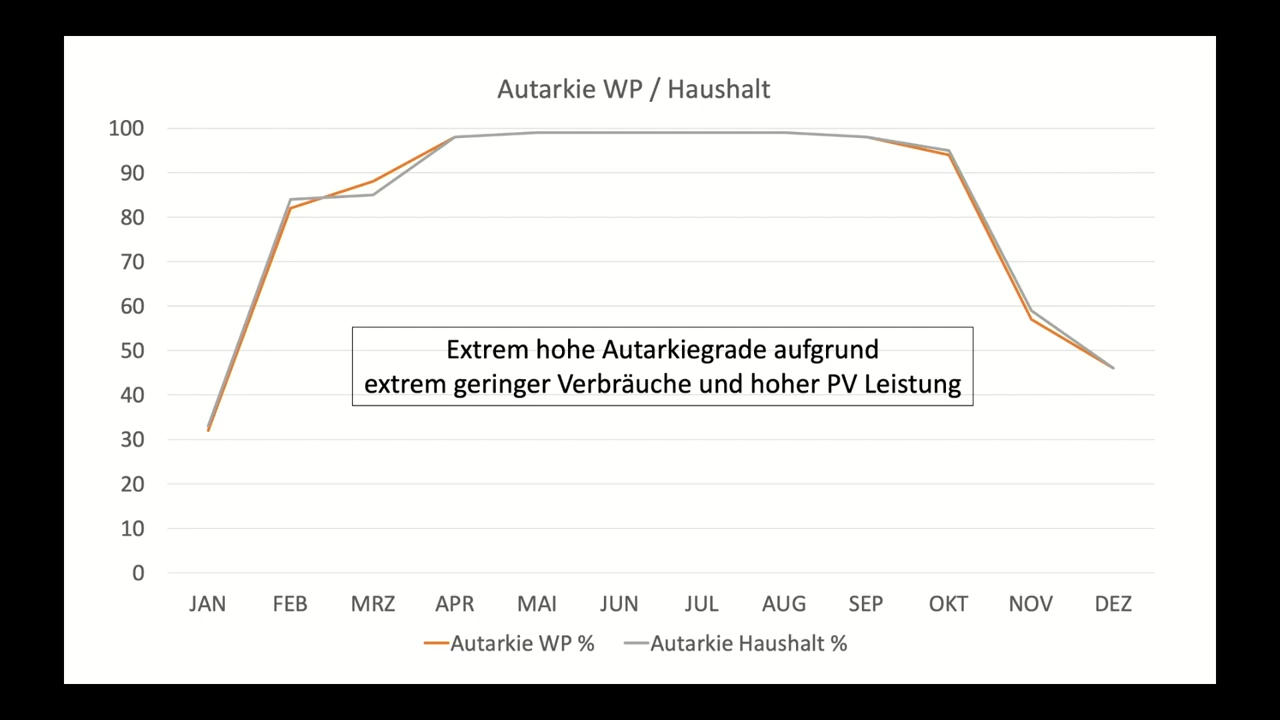 Autarkie WP / Haushalt
100
90
80
70
60
50
40
30
20
10
0
Extrem hohe Autarkiegrade aufgrund
extrem geringer Verbräuche und hoher PV Leistung
JAN FEB MRZ APR MAI JUN JUL AUG SEP OKT NOV DEZ
Autarkie WP % Autarkie Haushalt %